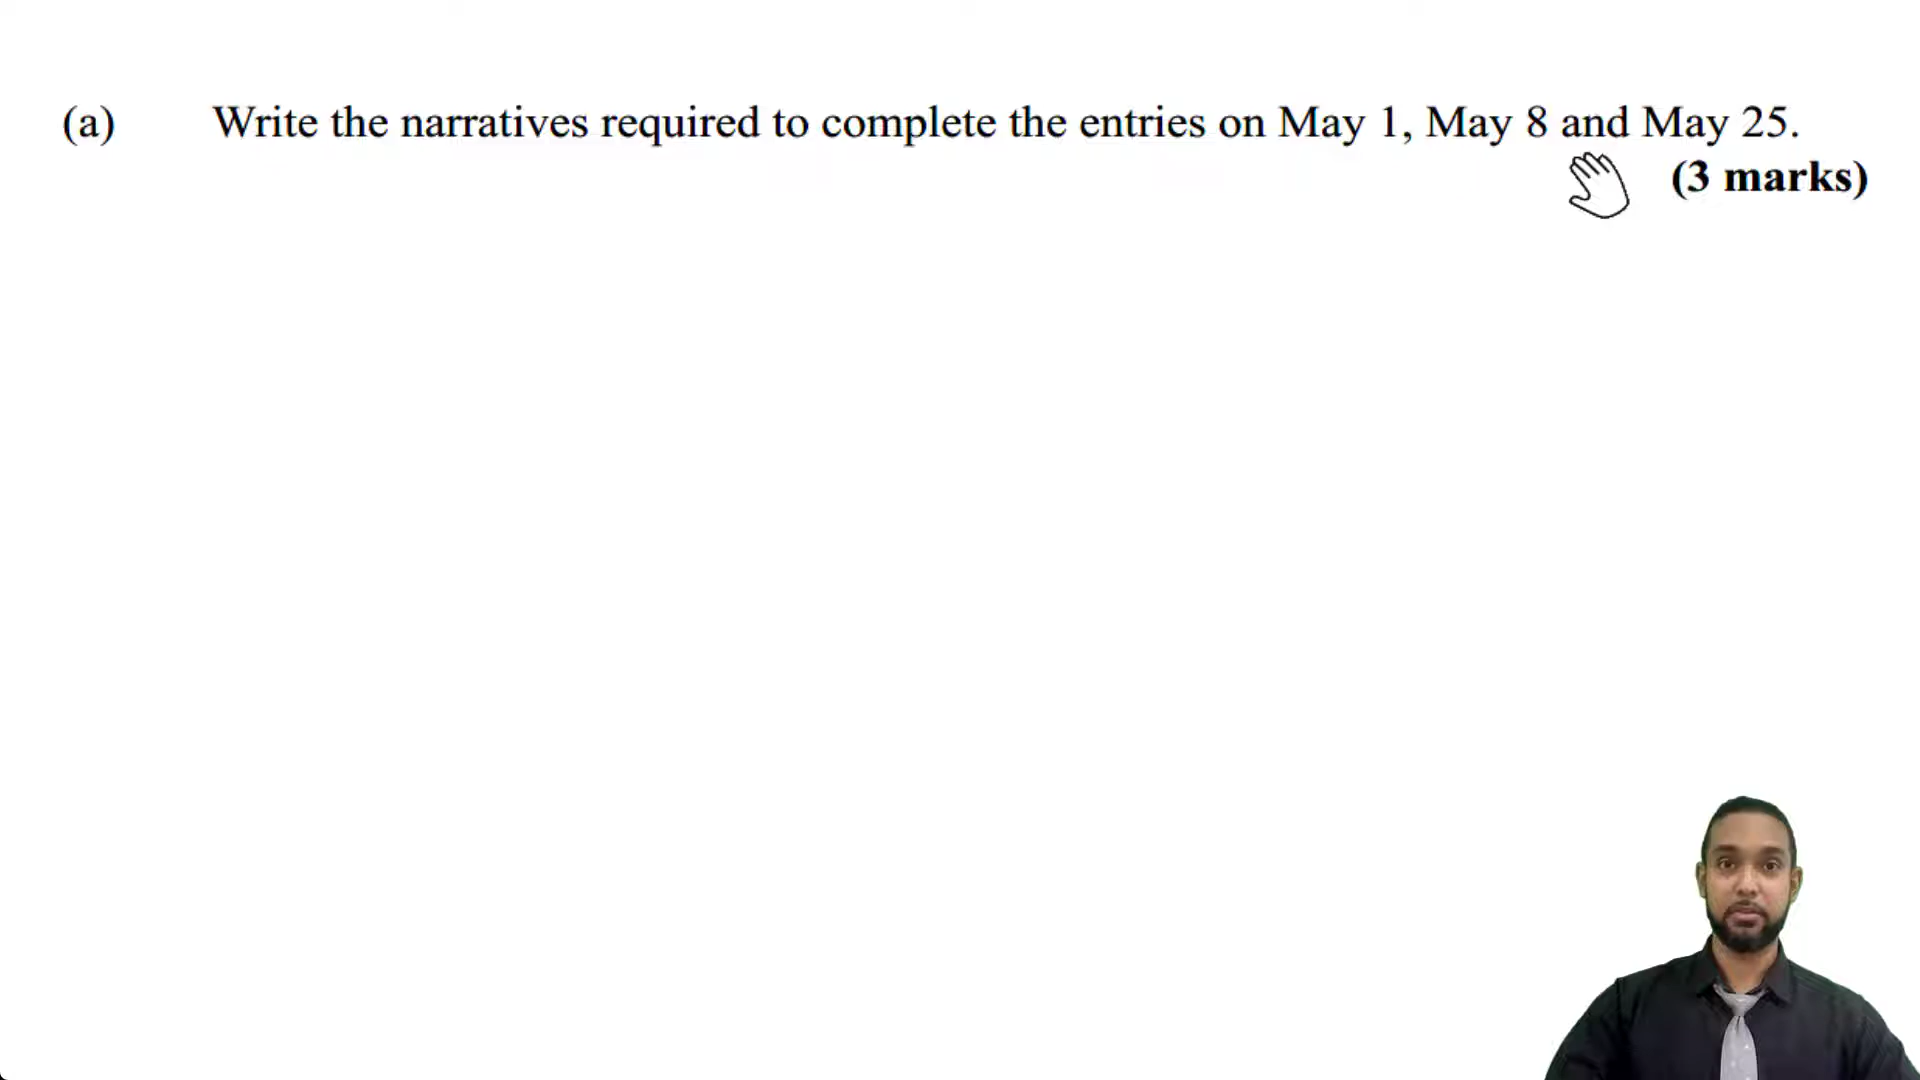 (a) Write the narratives required to complete the entries on May 1, May 8 and May 25.
(3 marks)